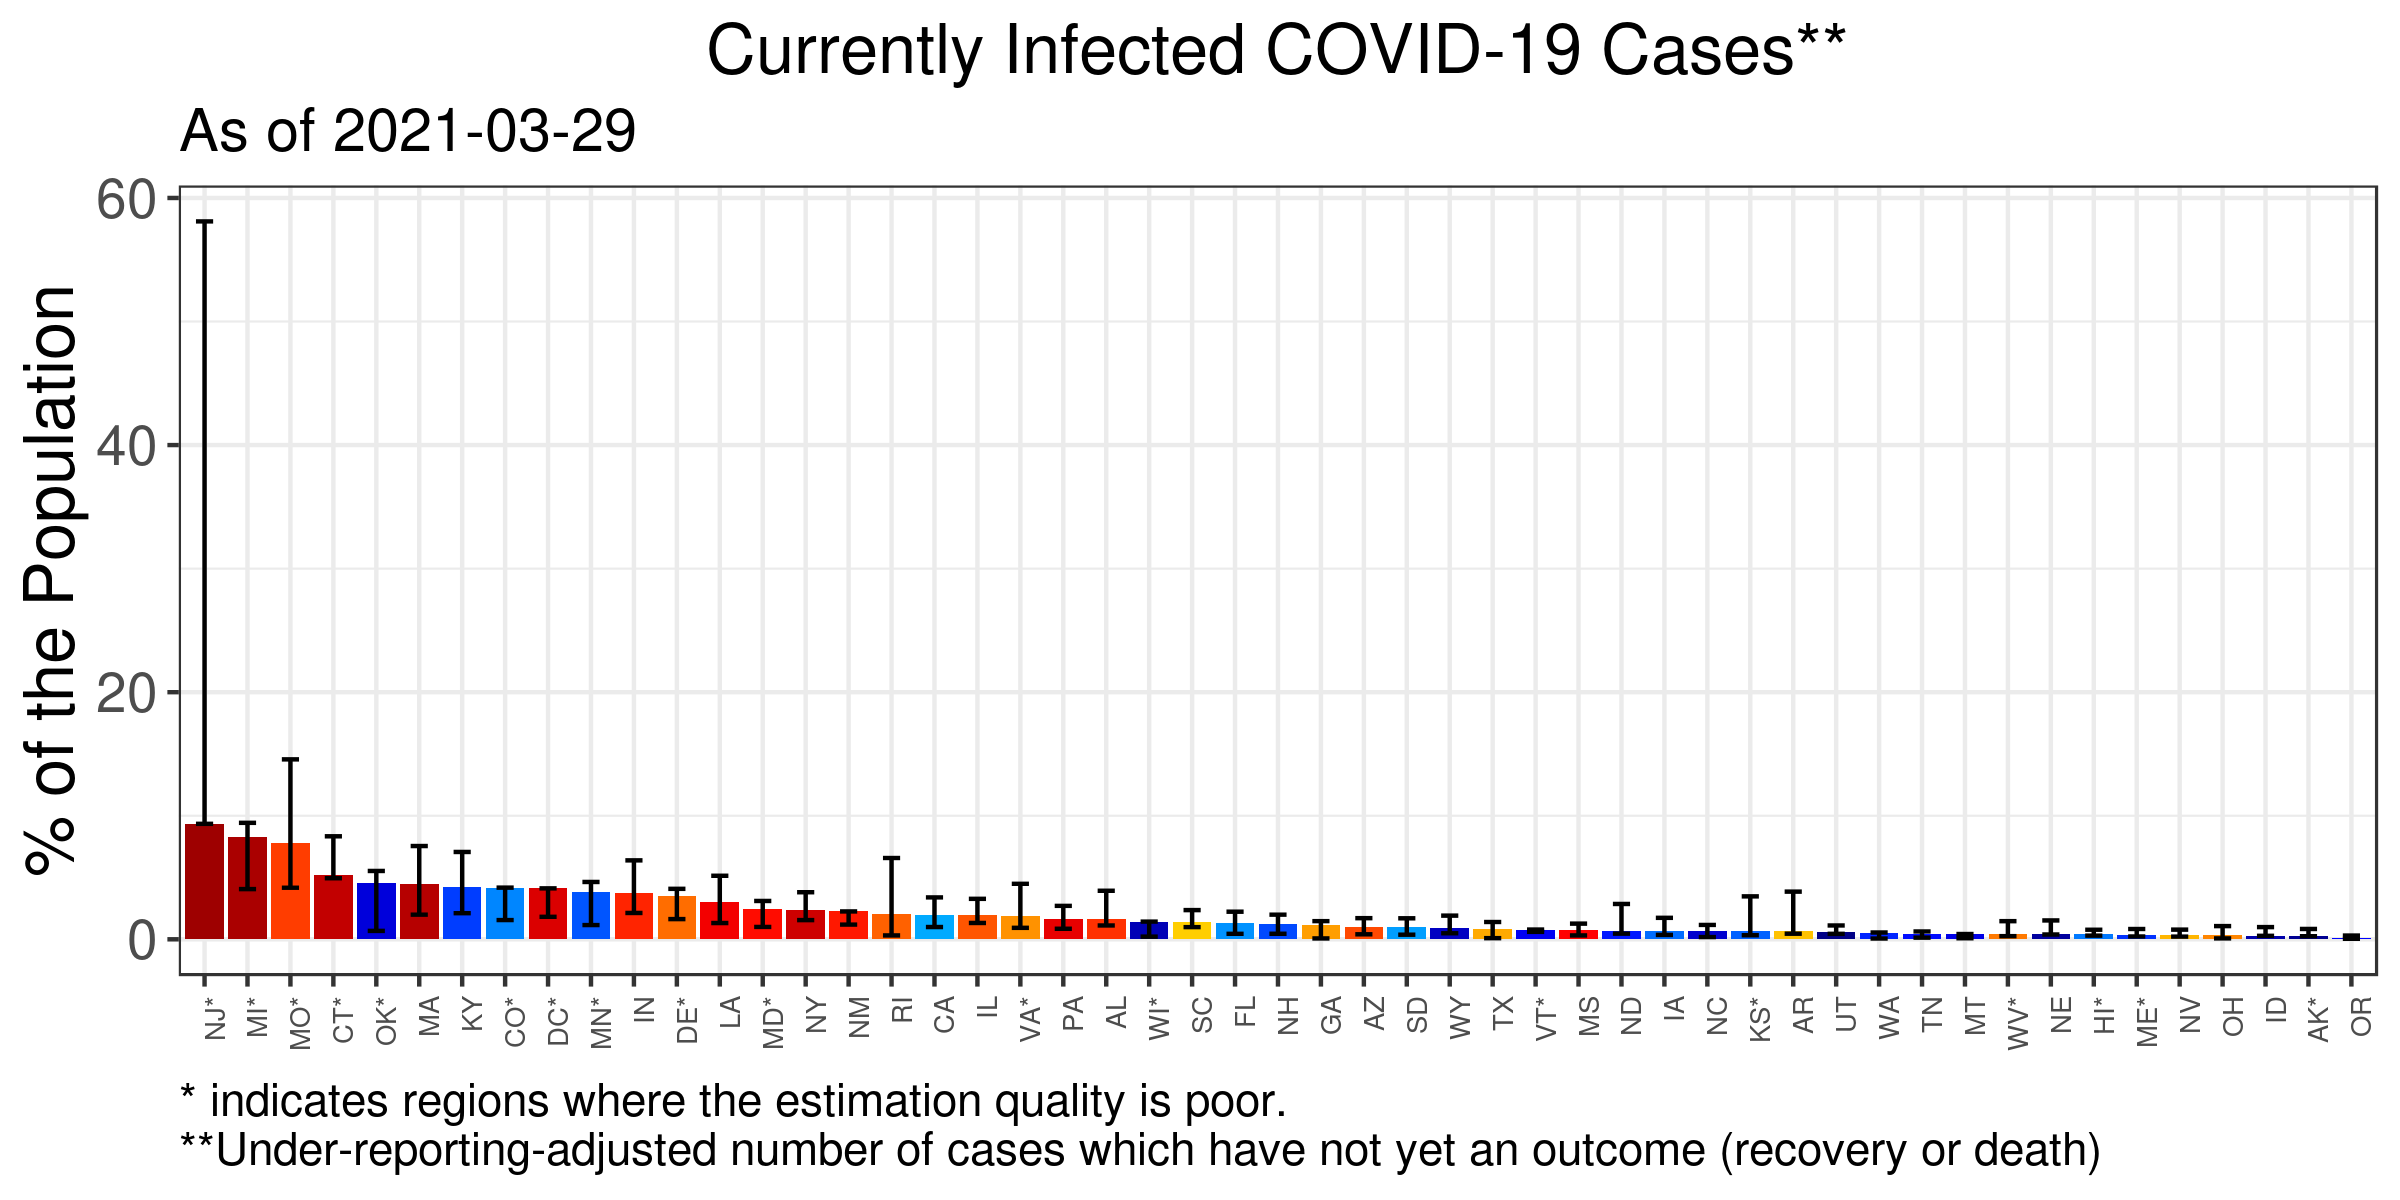 Currently Infected COVID-19 Cases**
As of 2021-03-29
% of the Population
60
40
20
0
NJ* MI* MO* CT* OK* MA KY CO* DC* MN* IN DE* LA MD* NY NM RI CA IL VA* PA AL WI* SC FL NH GA AZ SD WY TX VT* MS ND IA NC KS* AR UT WA TN MT WV* NE HI* ME* NV OH ID AK* OR
* indicates regions where the estimation quality is poor.
**Under-reporting-adjusted number of cases which have not yet an outcome (recovery or death)